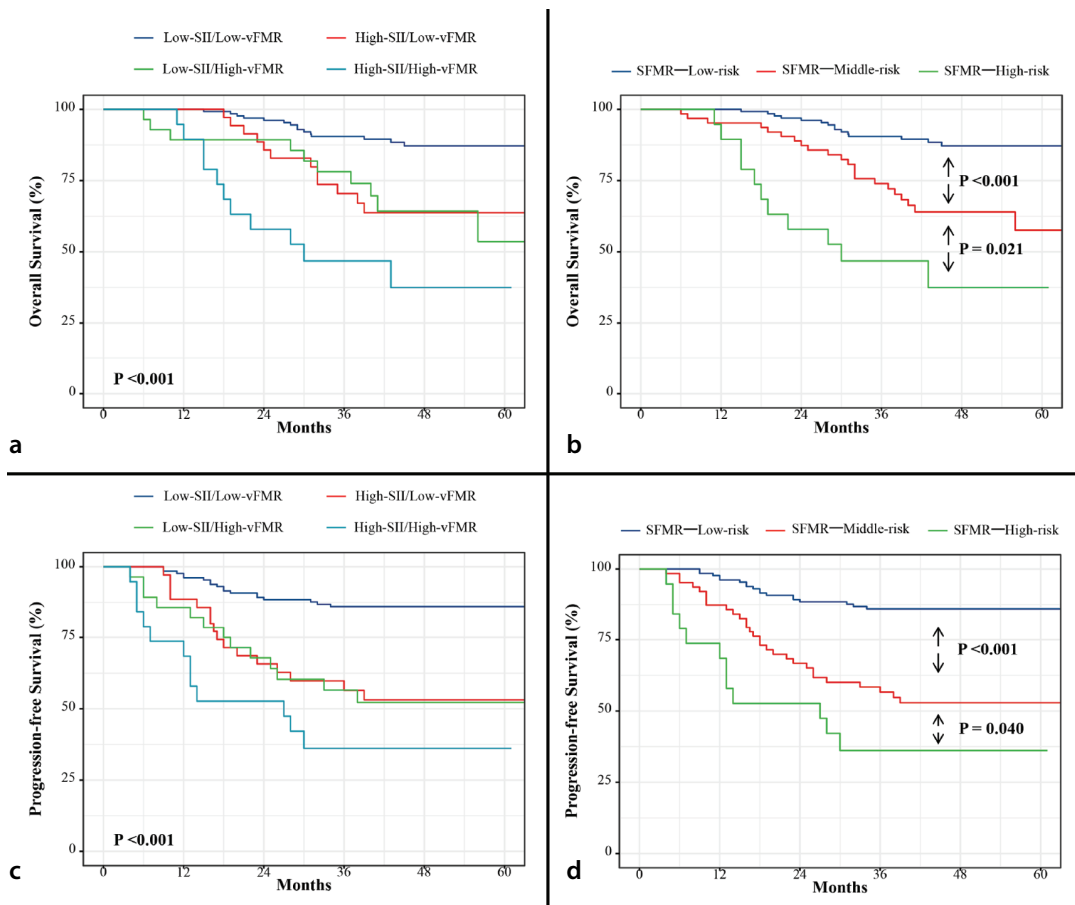 a
Low-SII/Low-vFMR High-SII/Low-vFMR
Low-SII/High-vFMR High-SII/High-vFMR
Overall Survival (%)
100
75
50
25
0
P <0.001
0 12 24 36 48 60
Months
b
SFMR—Low-risk SFMR—Middle-risk SFMR—High-risk
Overall Survival (%)
100
75
50
25
0
P <0.001
P = 0.021
0 12 24 36 48 60
Months
c
Low-SII/Low-vFMR High-SII/Low-vFMR
Low-SII/High-vFMR High-SII/High-vFMR
Progression-free Survival (%)
100
75
50
25
0
P <0.001
0 12 24 36 48 60
Months
d
SFMR—Low-risk SFMR—Middle-risk SFMR—High-risk
Progression-free Survival (%)
100
75
50
25
0
P <0.001
P = 0.040
0 12 24 36 48 60
Months